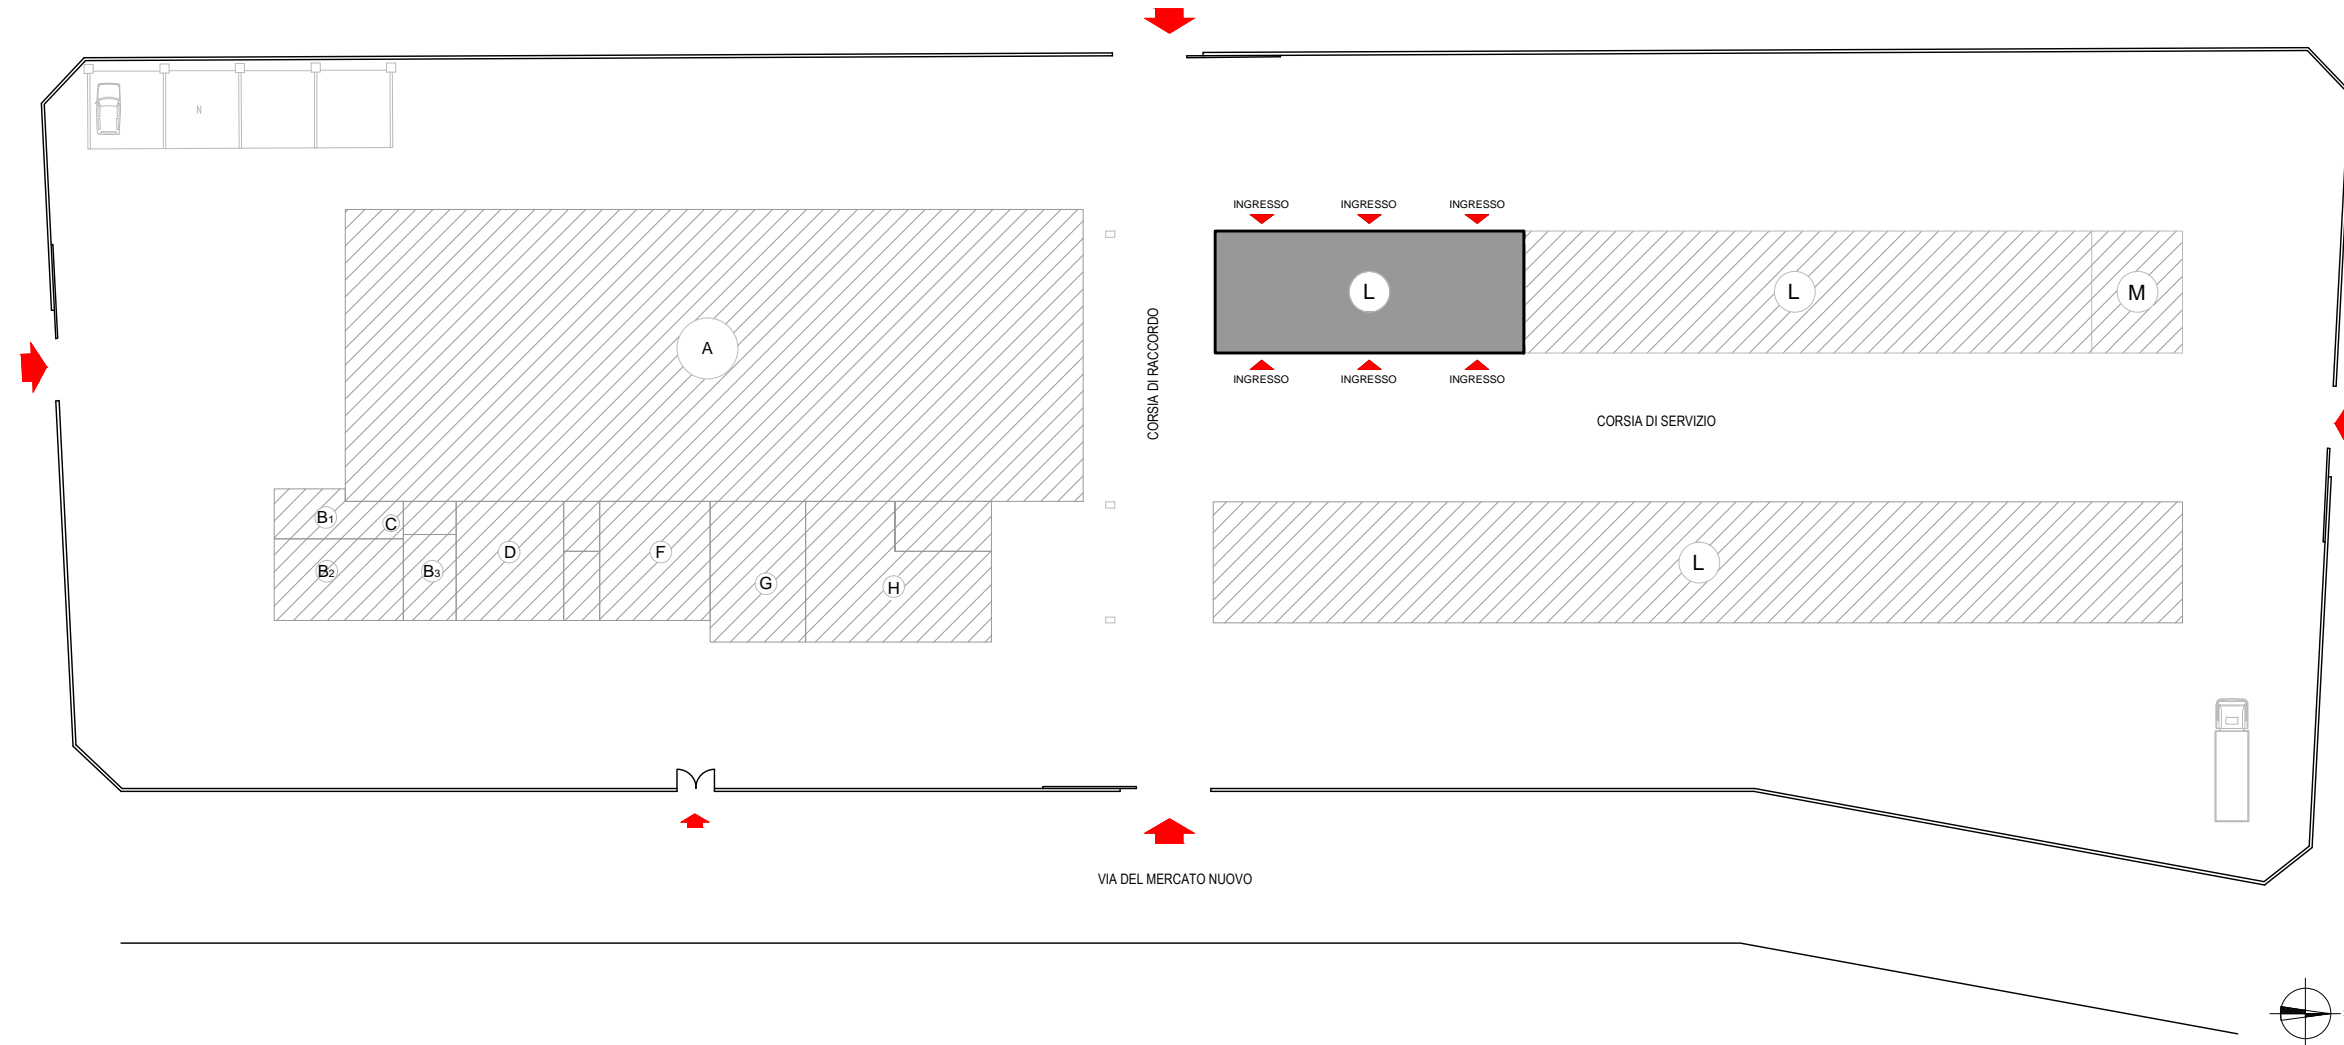 N
INGRESSO
INGRESSO
INGRESSO
L
L
M
A
CORSIA DI RACCORDO
INGRESSO
INGRESSO
INGRESSO
CORSIA DI SERVIZIO
B1
C
B2
B3
D
F
G
H
L
VIA DEL MERCATO NUOVO